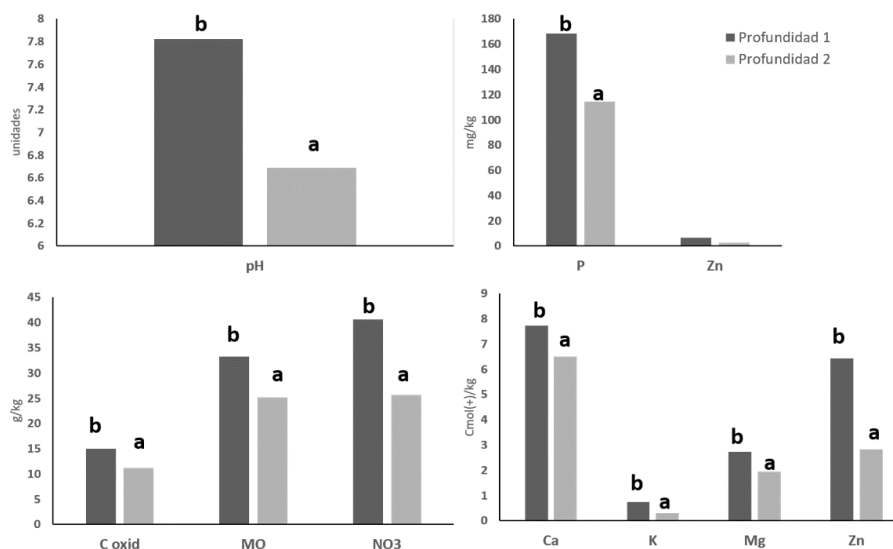 8
7.8
7.6
7.4
7.2
7
6.8
6.6
6.4
6.2
6
unidades
b
a
pH
180
160
140
120
100
80
60
40
20
0
mg/kg
b
a
P
Zn
Profundidad 1
Profundidad 2
45
40
35
30
25
20
15
10
5
0
g/kg
b
a
b
a
b
a
C oxid
MO
NO3
9
8
7
6
5
4
3
2
1
0
Cmol(+)/kg
b
a
b
a
b
a
b
a
Ca
K
Mg
Zn